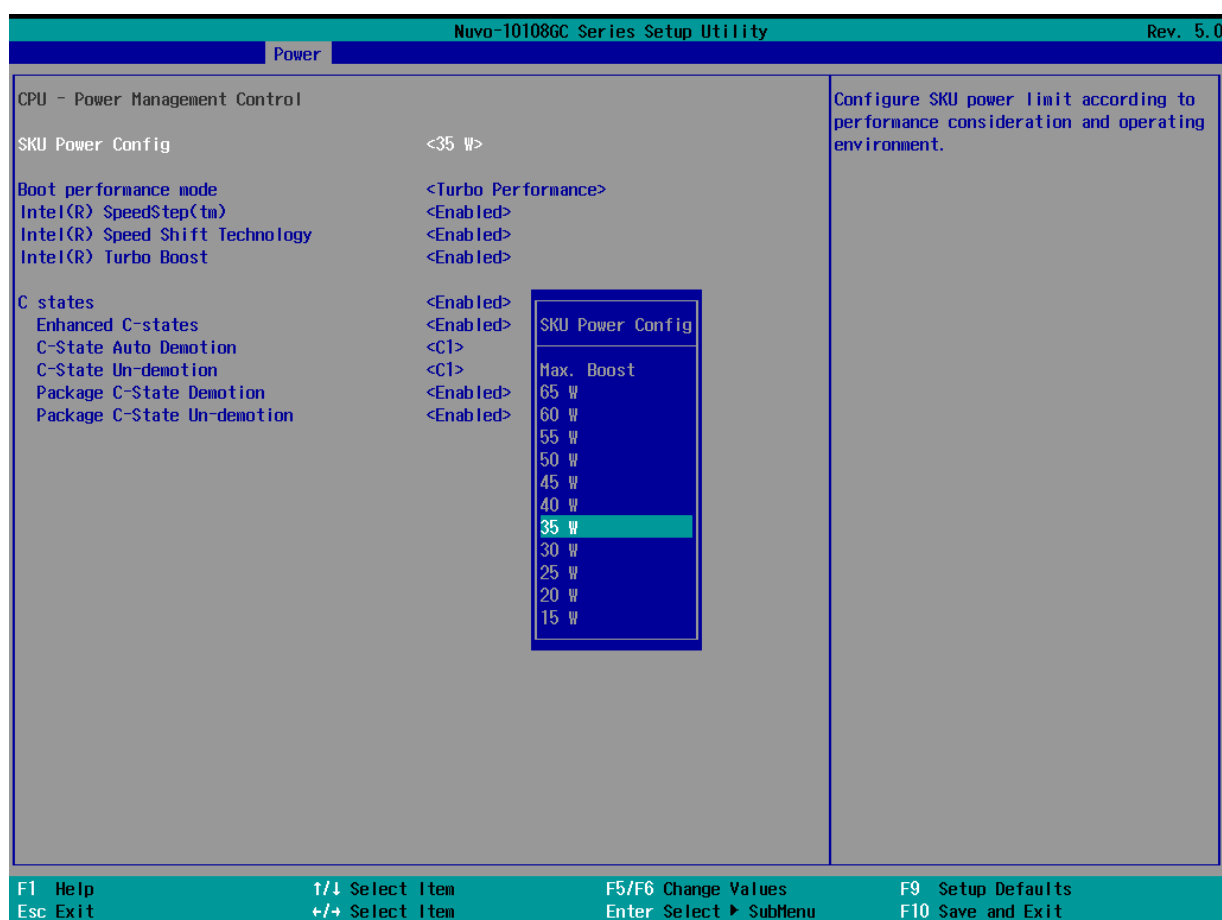 Nuvo-10108GC Series Setup Utility Rev. 5.0
Power
CPU - Power Management Control
SKU Power Config <35 W>
Boot performance mode <Turbo Performance>
Intel(R) SpeedStep(tm) <Enabled>
Intel(R) Speed Shift Technology <Enabled>
Intel(R) Turbo Boost <Enabled>
C states <Enabled>
Enhanced C-states <Enabled>
C-State Auto Demotion <C1>
C-State Un-demotion <C1>
Package C-State Demotion <Enabled>
Package C-State Un-demotion <Enabled>
SKU Power Config
Max. Boost
65 W
60 W
55 W
50 W
45 W
40 W
35 W
30 W
25 W
20 W
15 W
Configure SKU power limit according to
performance consideration and operating
environment.
F1 Help ↑/↓ Select Item F5/F6 Change Values F9 Setup Defaults
Esc Exit ←/→ Select Item Enter Select ▶ SubMenu F10 Save and Exit